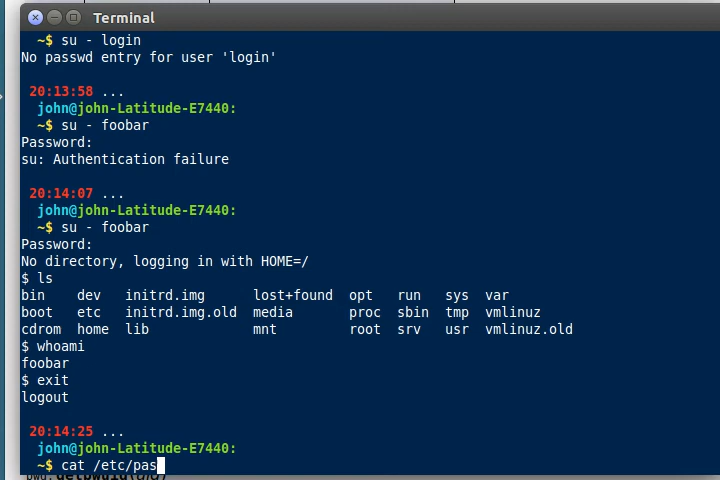 Terminal
~$ su - login
No passwd entry for user 'login'
20:13:58 ...
john@john-Latitude-E7440:
~$ su - foobar
Password:
su: Authentication failure
20:14:07 ...
john@john-Latitude-E7440:
~$ su - foobar
Password:
No directory, logging in with HOME=/
$ ls
bin dev initrd.img lost+found opt run sys var
boot etc initrd.img.old media proc sbin tmp vmlinuz
cdrom home lib mnt root srv usr vmlinuz.old
$ whoami
foobar
$ exit
logout
20:14:25 ...
john@john-Latitude-E7440:
~$ cat /etc/pas